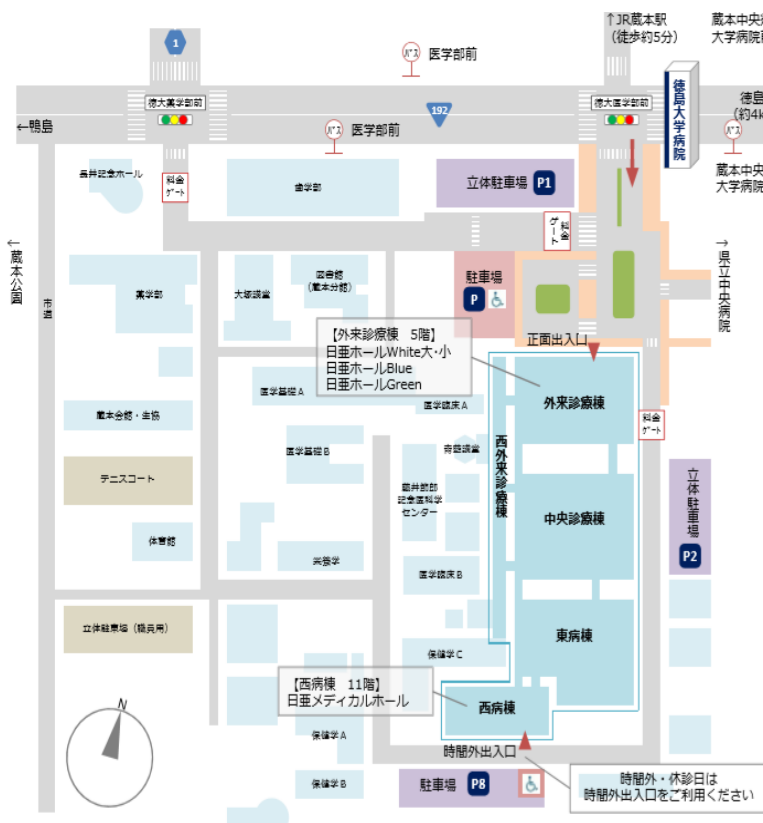 ↑JR蔵本駅
(徒歩約5分)
蔵本中央
大学病院
1
バス
医学部前
徳大薬学部前
192
徳大医学部前
徳島大学病院
徳島
(約4k
←鴨島
バス
医学部前
バス
蔵本中央
大学病院
長井記念ホール
料金
ゲート
歯学部
立体駐車場 P1
料金
ゲート
←蔵本公園
市道
薬学部
大塚講堂
図書館
(蔵本分館)
駐車場
P
→県立中央病院
【外来診療棟 5階】
日亜ホールWhite大・小
日亜ホールBlue
日亜ホールGreen
正面出入口
医学基礎A
医学臨床A
外来診療棟
料金
ゲート
蔵本会館・生協
医学基礎B
西外来診療棟
テニスコート
藤井節郎
記念医科学
センター
中央診療棟
立体駐車場
P2
体育館
栄養学
医学臨床B
立体駐車場(職員用)
東病棟
保健学C
【西病棟 11階】
日亜メディカルホール
西病棟
N
保健学A
時間外出入口
保健学B
駐車場 P8
時間外・休診日は
時間外出入口をご利用ください